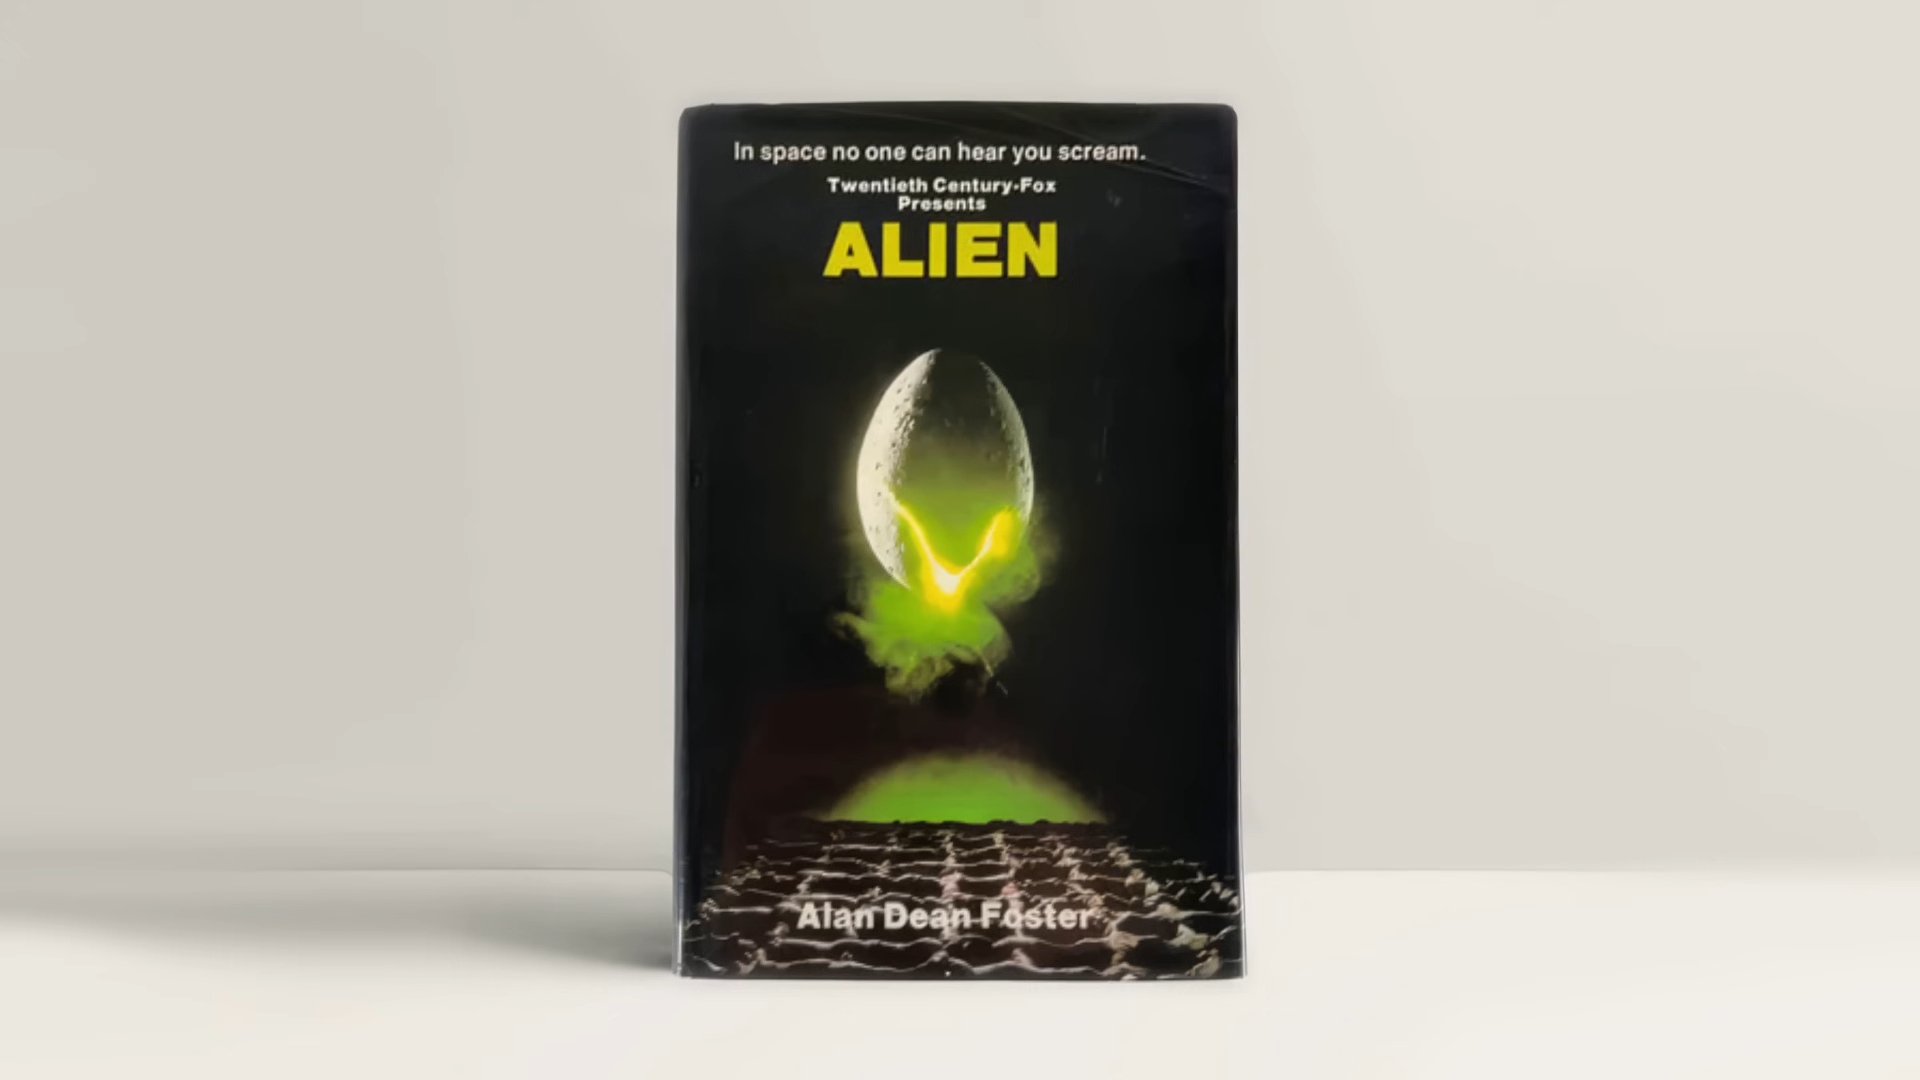 In space no one can hear you scream.
Twentieth Century-Fox
Presents
ALIEN
Alan Dean Foster